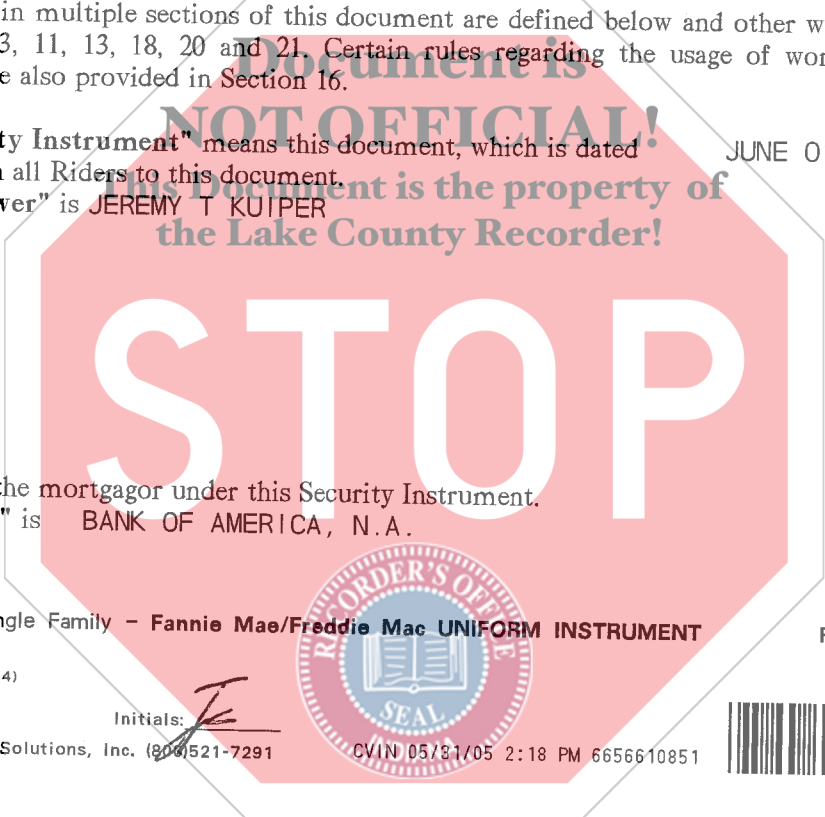 in multiple sections of this document are defined below and other w
3, 11, 13, 18, 20 and 21. Certain rules regarding the usage of wor
e also provided in Section 16.
Document is
NOT OFFICIAL!
This Document is the property of
the Lake County Recorder!
ty Instrument" means this document, which is dated JUNE 0
all Riders to this document.
wer" is JEREMY T KUIPER
STOP
the mortgagor under this Security Instrument.
" is BANK OF AMERICA, N.A.
RECORDER'S OFFICE
SEAL
INDIANA
ngle Family - Fannie Mae/Freddie Mac UNIFORM INSTRUMENT
4)
Initials:
Solutions, Inc. (800)521-7291 CVIN 05/31/05 2:18 PM 6656610851